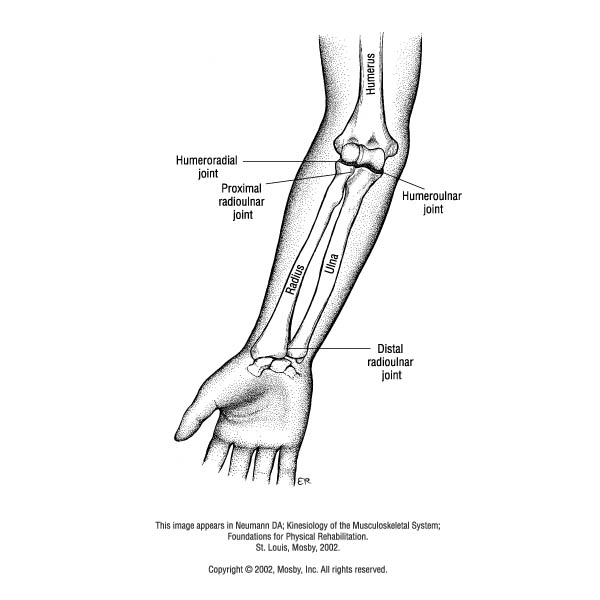 Humerus
Humeroradial
joint
Proximal
radioulnar
joint
Humeroulnar
joint
Radius
Ulna
Distal
radioulnar
joint
ER
This image appears in Neumann DA; Kinesiology of the Musculoskeletal System;
Foundations for Physical Rehabilitation.
St. Louis, Mosby, 2002.
Copyright © 2002, Mosby, Inc. All rights reserved.